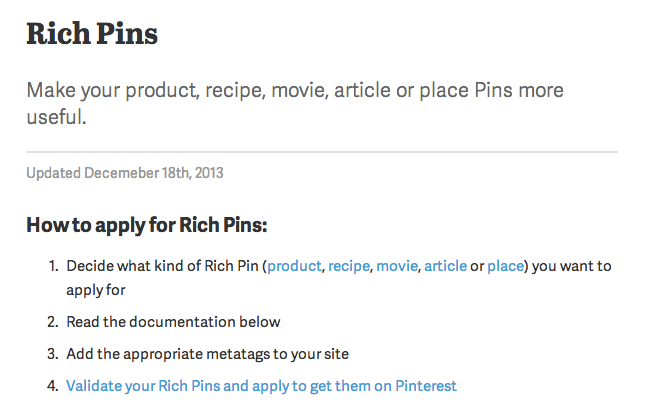 Rich Pins
Make your product, recipe, movie, article or place Pins more
useful.
Updated Decemeber 18th, 2013
How to apply for Rich Pins:
1. Decide what kind of Rich Pin (product, recipe, movie, article or place) you want to
apply for
2. Read the documentation below
3. Add the appropriate metatags to your site
4. Validate your Rich Pins and apply to get them on Pinterest